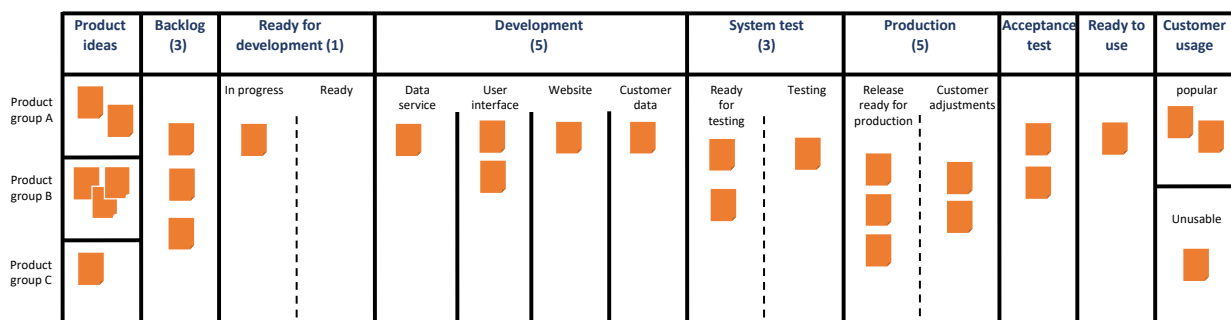 Product
ideas
Backlog
(3)
Ready for
development (1)
Development
(5)
System test
(3)
Production
(5)
Acceptance
test
Ready to
use
Customer
usage
Product
group A
Product
group B
Product
group C
In progress
Ready
Data
service
User
interface
Website
Customer
data
Ready
for
testing
Testing
Release
ready for
production
Customer
adjustments
popular
Unusable